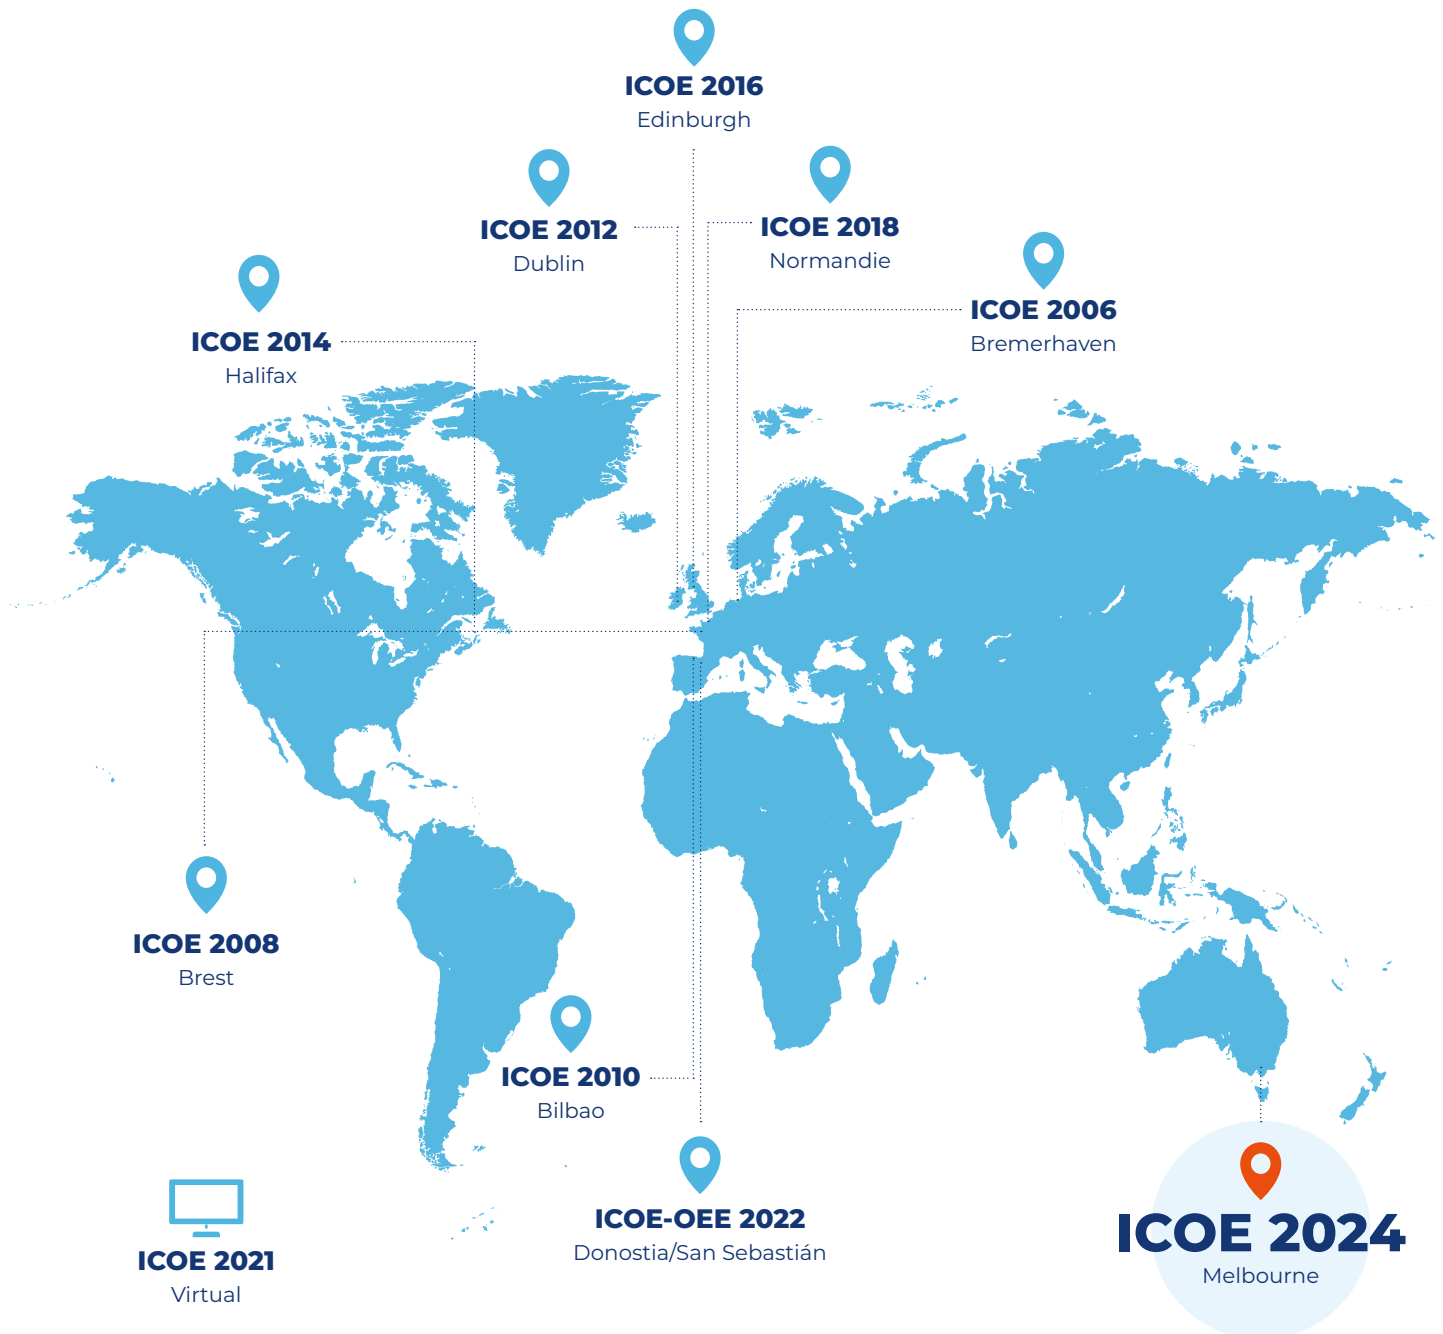 ICOE 2016
Edinburgh
ICOE 2012
Dublin
ICOE 2018
Normandie
ICOE 2006
Bremerhaven
ICOE 2014
Halifax
ICOE 2008
Brest
ICOE 2010
Bilbao
ICOE-OEE 2022
Donostia/San Sebastián
ICOE 2024
Melbourne
ICOE 2021
Virtual